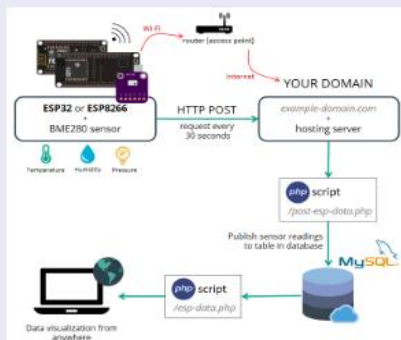 Wi-Fi
router (access point)
Internet
YOUR DOMAIN
ESP32 or ESP8266
+
BME280 sensor
HTTP POST
request every
30 seconds
example-domain.com
+
hosting server
Temperature
Humidity
Pressure
php script
/post-esp-data.php
Publish sensor readings
to table in database
MySQL
php script
/esp-data.php
Data visualization from
anywhere